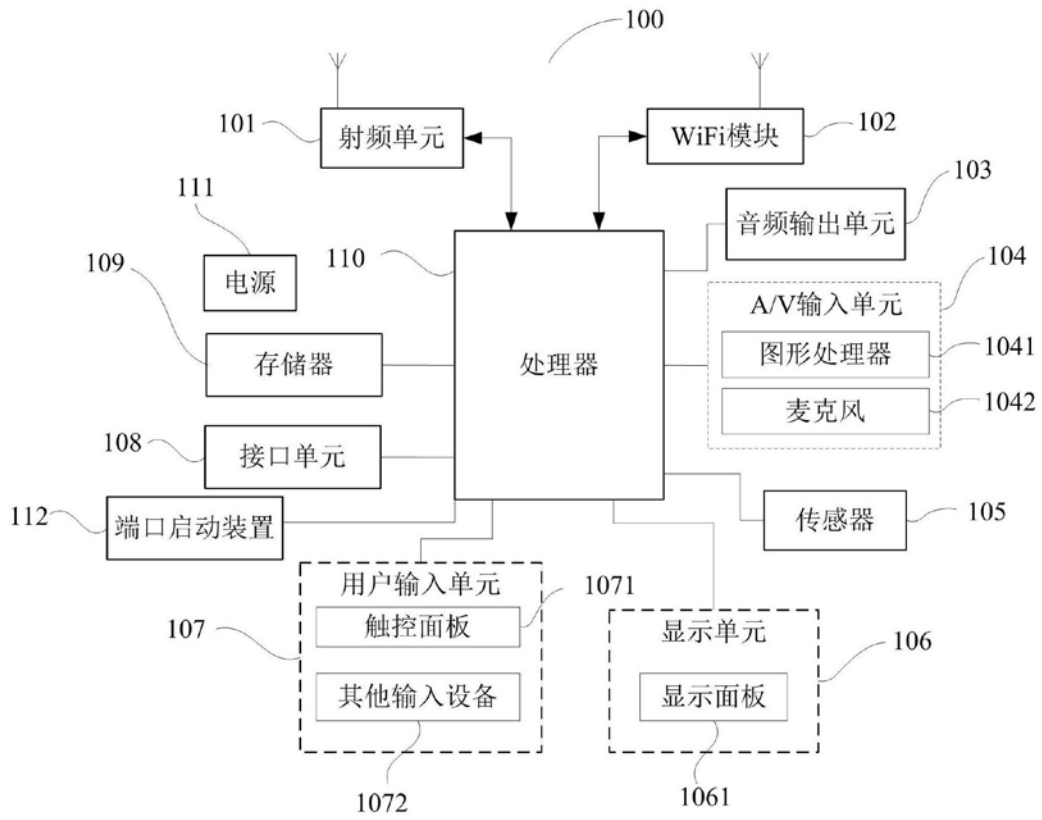 100
101
射频单元
WiFi模块
102
111
103
音频输出单元
110
109
电源
104
A/V输入单元
存储器
处理器
图形处理器
1041
麦克风
1042
108
接口单元
112
端口启动装置
传感器
105
用户输入单元
1071
107
触控面板
显示单元
106
其他输入设备
显示面板
1072
1061